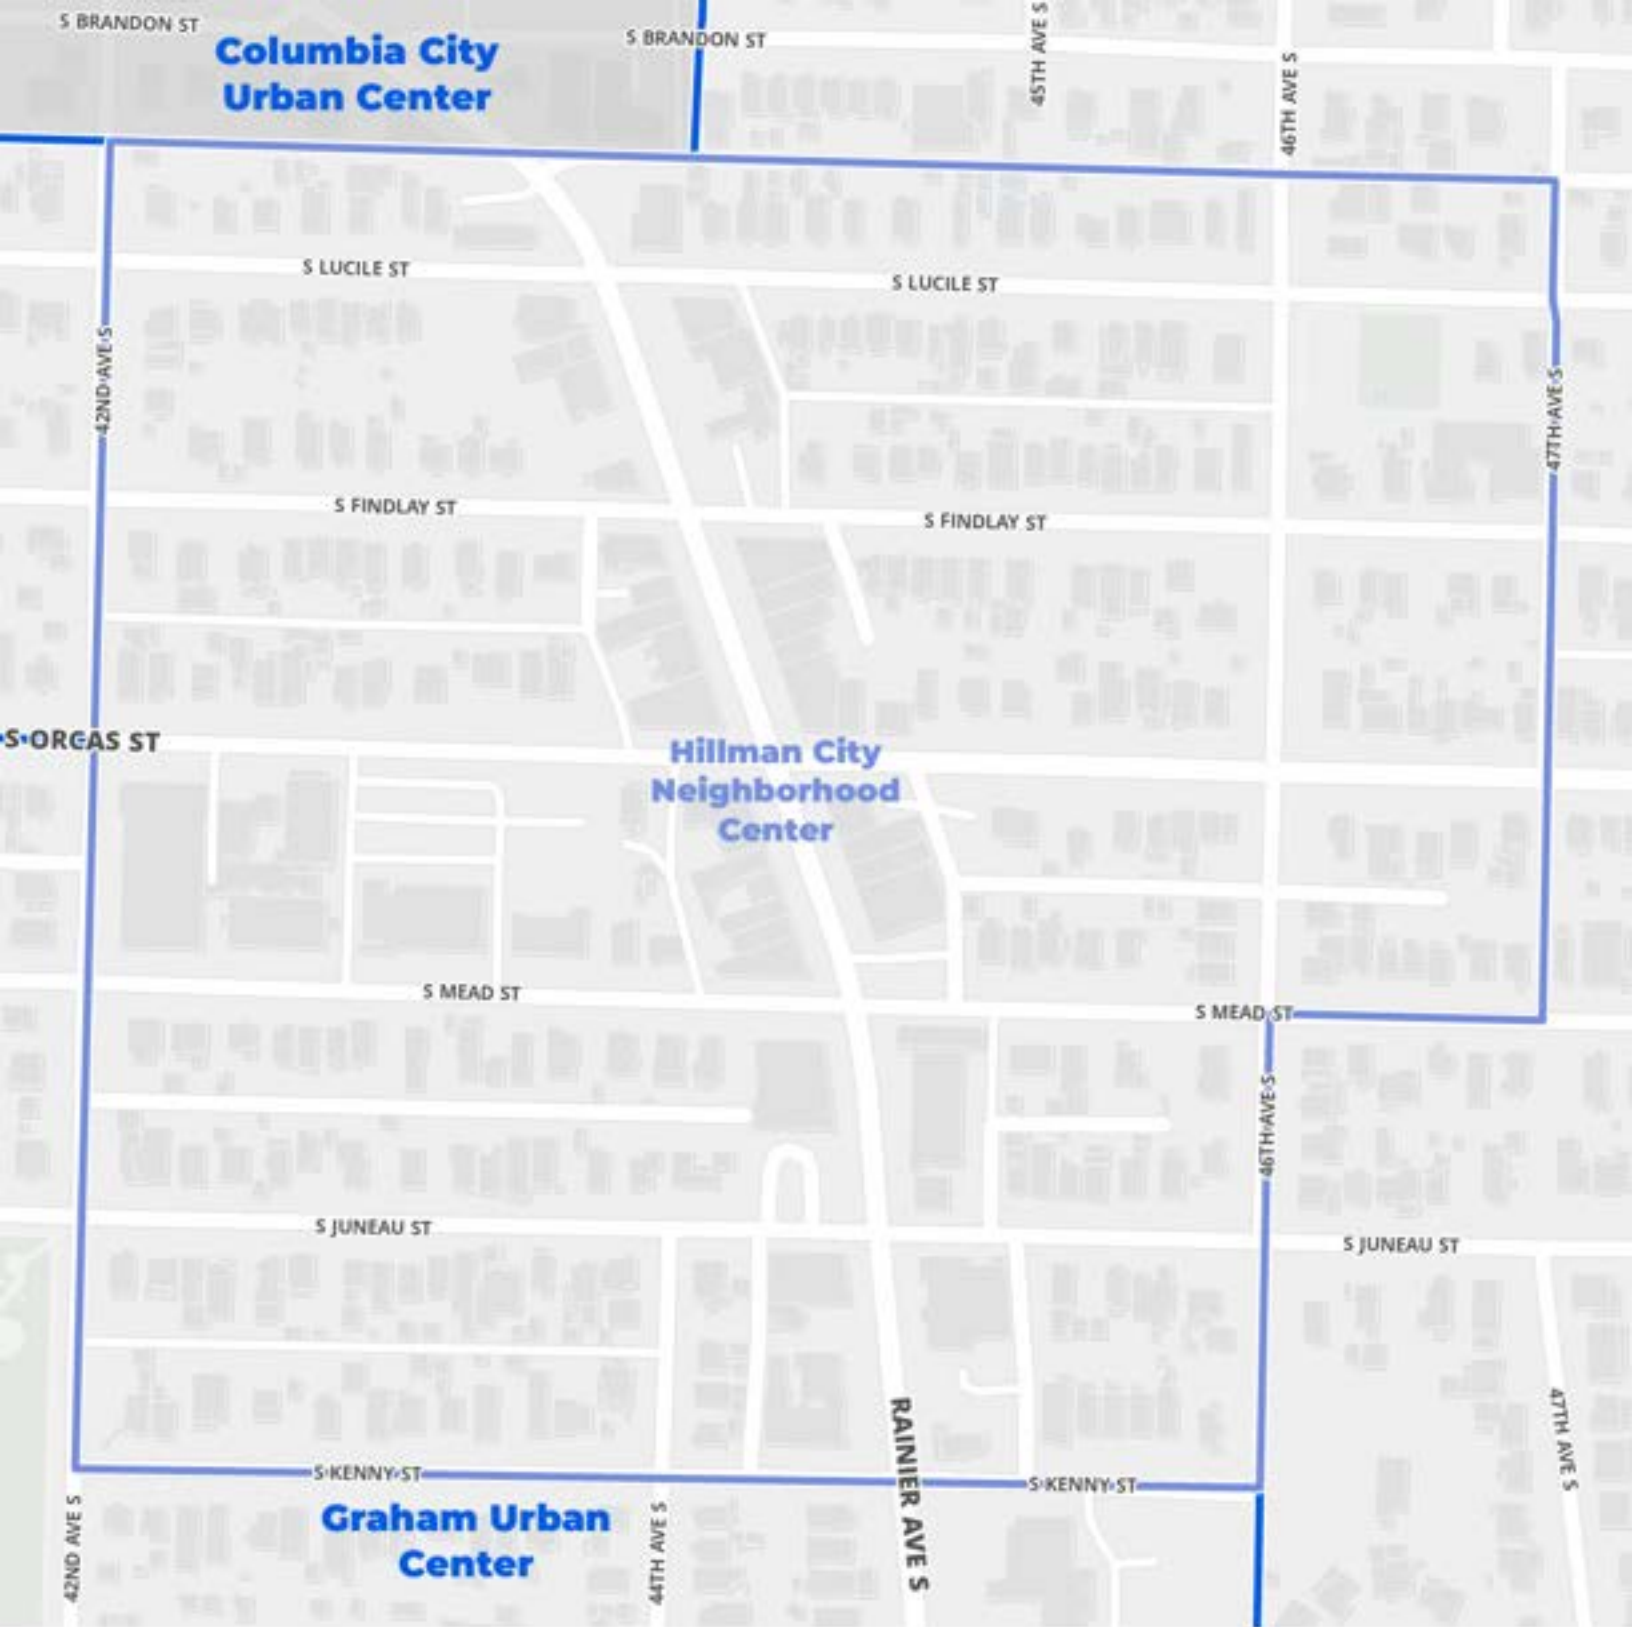 S BRANDON ST
S BRANDON ST
45TH AVE S
46TH AVE S
Columbia City
Urban Center
S LUCILE ST
S LUCILE ST
42ND AVE S
47TH AVE S
S FINDLAY ST
S FINDLAY ST
S ORCAS ST
Hillman City
Neighborhood
Center
S MEAD ST
S MEAD ST
46TH AVE S
S JUNEAU ST
S JUNEAU ST
47TH AVE S
RAINIER AVE S
S KENNY ST
S KENNY ST
Graham Urban
Center
42ND AVE S
44TH AVE S